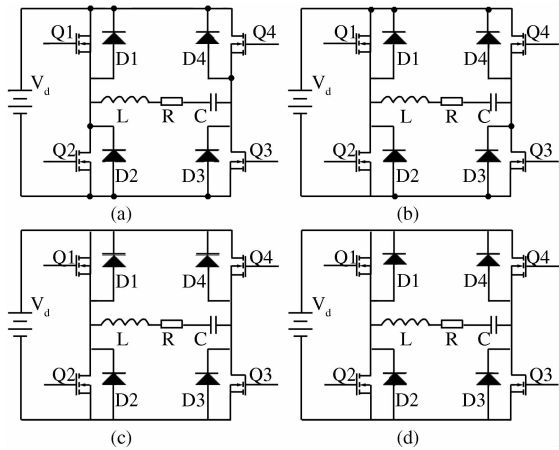 Q1 D1 D4 Q4
V_d
L R C
Q2 D2 D3 Q3
(a)
Q1 D1 D4 Q4
V_d
L R C
Q2 D2 D3 Q3
(b)
Q1 D1 D4 Q4
V_d
L R C
Q2 D2 D3 Q3
(c)
Q1 D1 D4 Q4
V_d
L R C
Q2 D2 D3 Q3
(d)